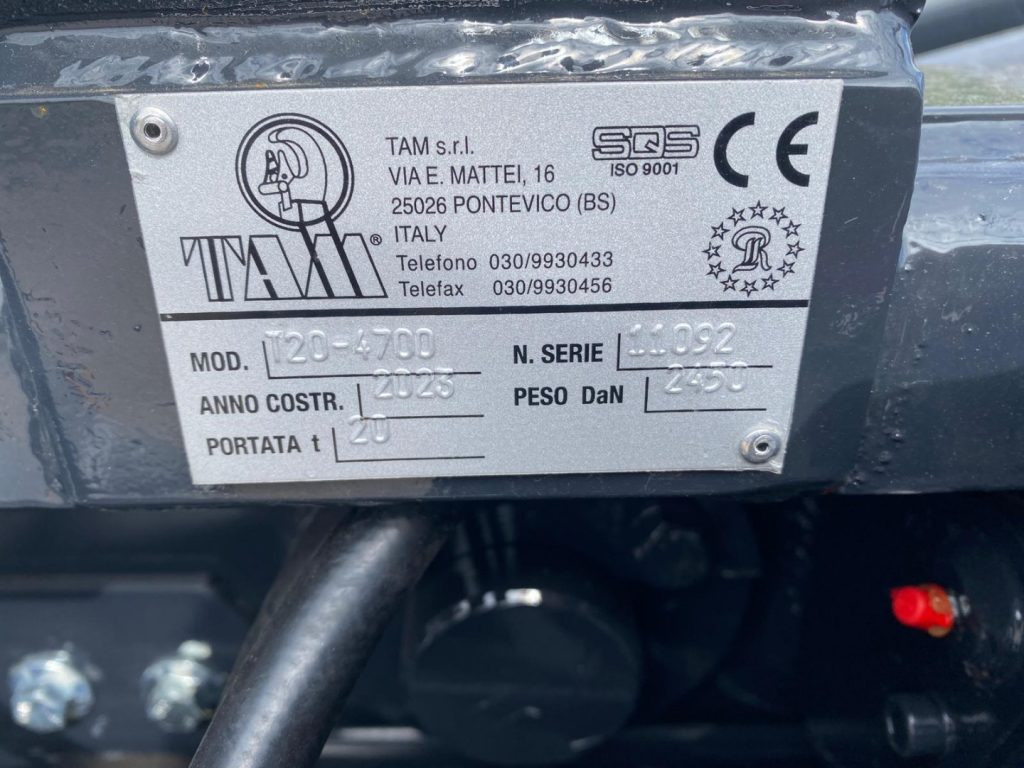 TAM®
TAM s.r.l.
VIA E. MATTEI, 16
25026 PONTEVICO (BS)
ITALY
Telefono 030/9930433
Telefax 030/9930456
SQS
ISO 9001
CE
R
MOD. T20-4700
N. SERIE 11092
ANNO COSTR. 2023
PESO DaN 2450
PORTATA t 20